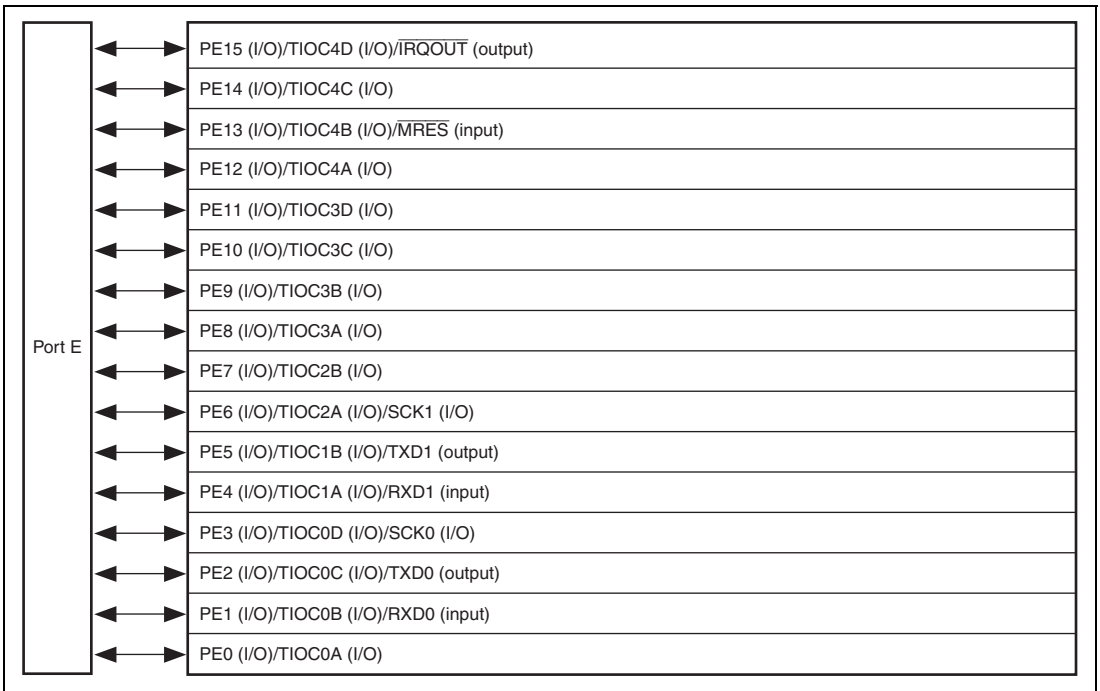 PE15 (I/O)/TIOC4D (I/O)/I̅R̅Q̅O̅U̅T̅ (output)
PE14 (I/O)/TIOC4C (I/O)
PE13 (I/O)/TIOC4B (I/O)/M̅R̅E̅S̅ (input)
PE12 (I/O)/TIOC4A (I/O)
PE11 (I/O)/TIOC3D (I/O)
PE10 (I/O)/TIOC3C (I/O)
PE9 (I/O)/TIOC3B (I/O)
PE8 (I/O)/TIOC3A (I/O)
Port E
PE7 (I/O)/TIOC2B (I/O)
PE6 (I/O)/TIOC2A (I/O)/SCK1 (I/O)
PE5 (I/O)/TIOC1B (I/O)/TXD1 (output)
PE4 (I/O)/TIOC1A (I/O)/RXD1 (input)
PE3 (I/O)/TIOC0D (I/O)/SCK0 (I/O)
PE2 (I/O)/TIOC0C (I/O)/TXD0 (output)
PE1 (I/O)/TIOC0B (I/O)/RXD0 (input)
PE0 (I/O)/TIOC0A (I/O)